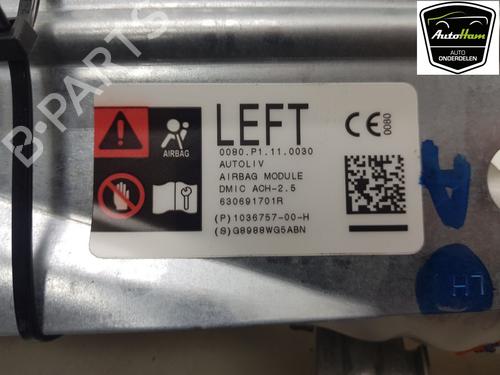 AutoHam
AUTO
ONDERDELEN
B-PARTS
LEFT
CE
0080
AIRBAG
0080.P1.11.0030
AUTOLIV
AIRBAG MODULE
DMIC ACH-2.5
630691701R
(P)1036757-00-H
(S)G8988WG5ABN
A
LH